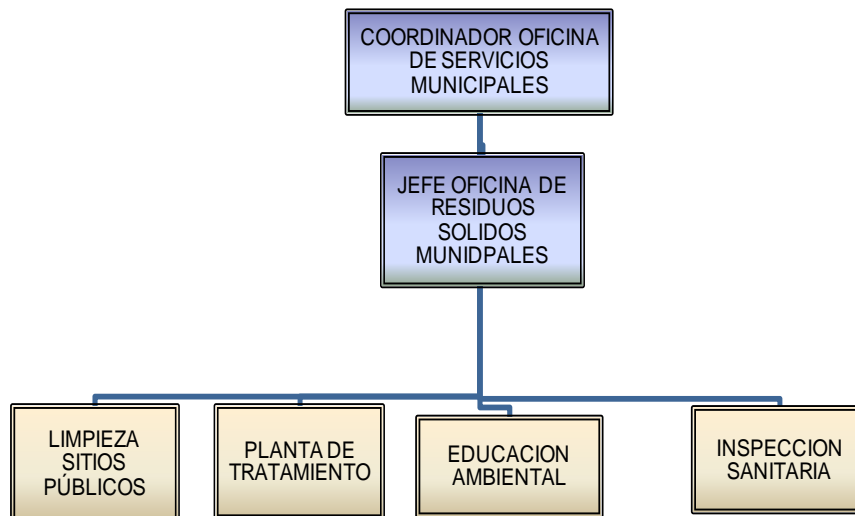 COORDINADOR OFICINA
DE SERVICIOS
MUNICIPALES
JEFE OFICINA DE
RESIDUOS
SOLIDOS
MUNIDPALES
LIMPIEZA
SITIOS
PÚBLICOS
PLANTA DE
TRATAMIENTO
EDUCACION
AMBIENTAL
INSPECCION
SANITARIA